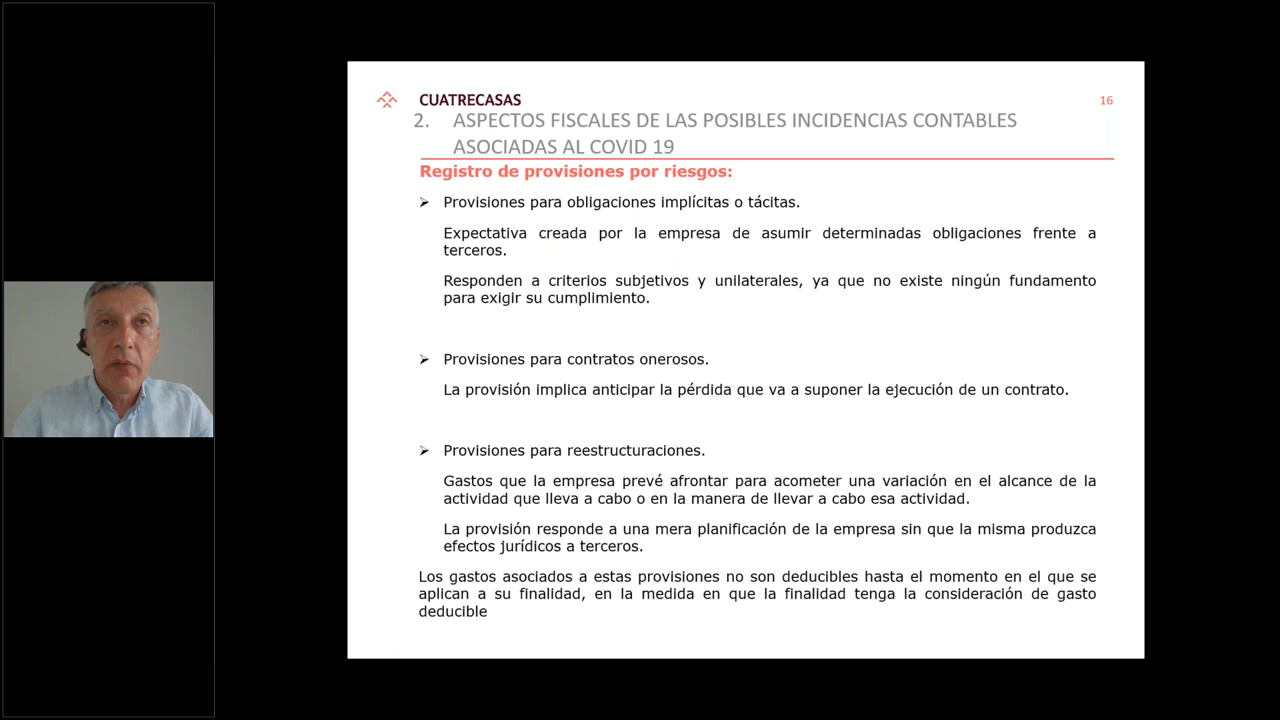 CUATRECASAS
16
2. ASPECTOS FISCALES DE LAS POSIBLES INCIDENCIAS CONTABLES
ASOCIADAS AL COVID 19
Registro de provisiones por riesgos:
➢ Provisiones para obligaciones implícitas o tácitas.
Expectativa creada por la empresa de asumir determinadas obligaciones frente a
terceros.
Responden a criterios subjetivos y unilaterales, ya que no existe ningún fundamento
para exigir su cumplimiento.
➢ Provisiones para contratos onerosos.
La provisión implica anticipar la pérdida que va a suponer la ejecución de un contrato.
➢ Provisiones para reestructuraciones.
Gastos que la empresa prevé afrontar para acometer una variación en el alcance de la
actividad que lleva a cabo o en la manera de llevar a cabo esa actividad.
La provisión responde a una mera planificación de la empresa sin que la misma produzca
efectos jurídicos a terceros.
Los gastos asociados a estas provisiones no son deducibles hasta el momento en el que se
aplican a su finalidad, en la medida en que la finalidad tenga la consideración de gasto
deducible